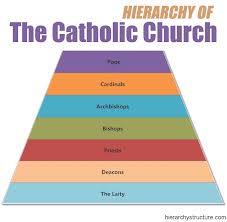 HIERARCHY OF
The Catholic Church
Pope
Cardinals
Archbishops
Bishops
Priests
Deacons
The Laity
hierarchystructure.com